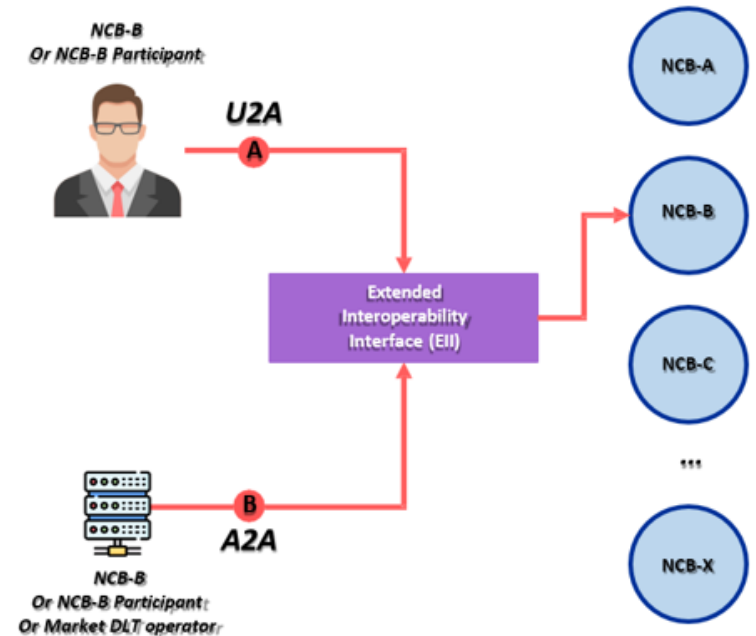 NCB-B
Or NCB-B Participant
U2A
A
Extended
Interoperability
Interface (EII)
B
A2A
NCB-B
Or NCB-B Participant
Or Market DLT operator
NCB-A
NCB-B
NCB-C
...
NCB-X